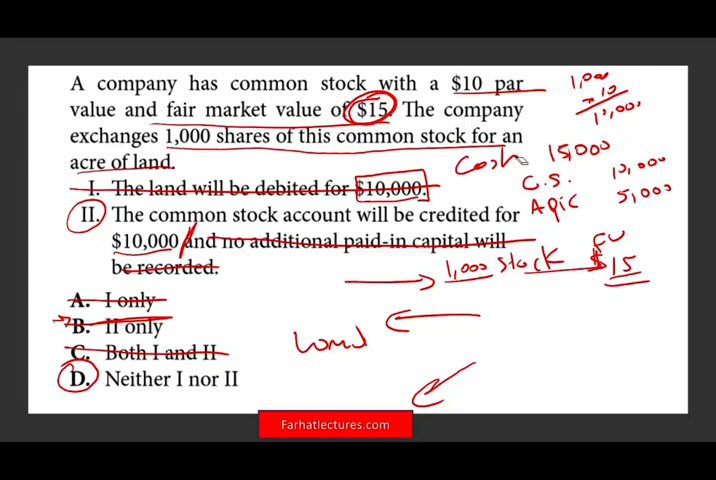 A company has common stock with a $10 par
value and fair market value of $15. The company
exchanges 1,000 shares of this common stock for an
acre of land.
I. The land will be debited for $10,000.
II. The common stock account will be credited for
$10,000 and no additional paid-in capital will
be recorded.
A. I only
B. II only
C. Both I and II
D. Neither I nor II
1,000
x 10
10,000
Cash 15,000
C.S. 10,000
APIC 5,000
FV
1,000 stock $15
Land
Farhatlectures.com